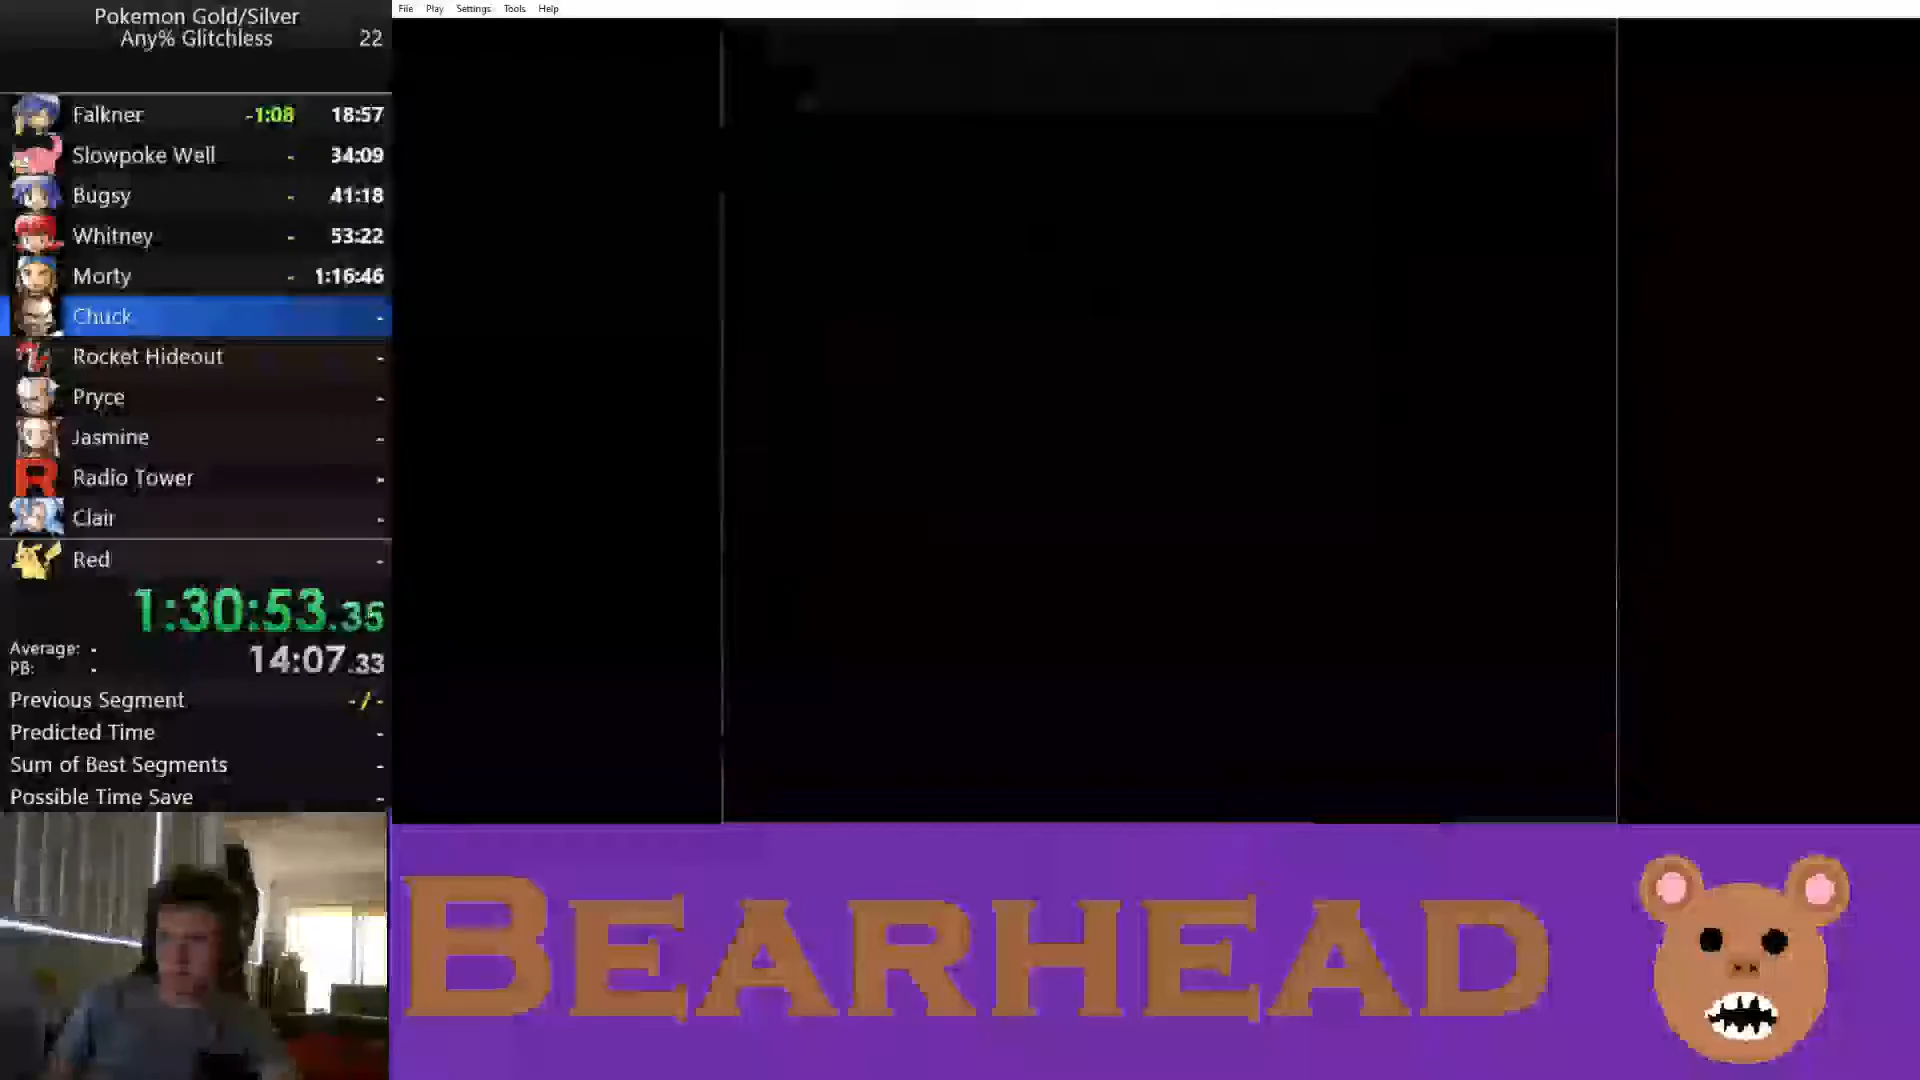 File Play Settings Tools Help
Pokemon Gold/Silver
Any% Glitchless 22
Falkner -1:08 18:57
Slowpoke Well - 34:09
Bugsy - 41:18
Whitney - 53:22
Morty - 1:16:46
Chuck -
Rocket Hideout -
Pryce -
Jasmine -
Radio Tower -
Clair -
Red -
1:30:53.35
Average: -
PB: - 14:07.33
Previous Segment - / -
Predicted Time -
Sum of Best Segments -
Possible Time Save -
BEARHEAD